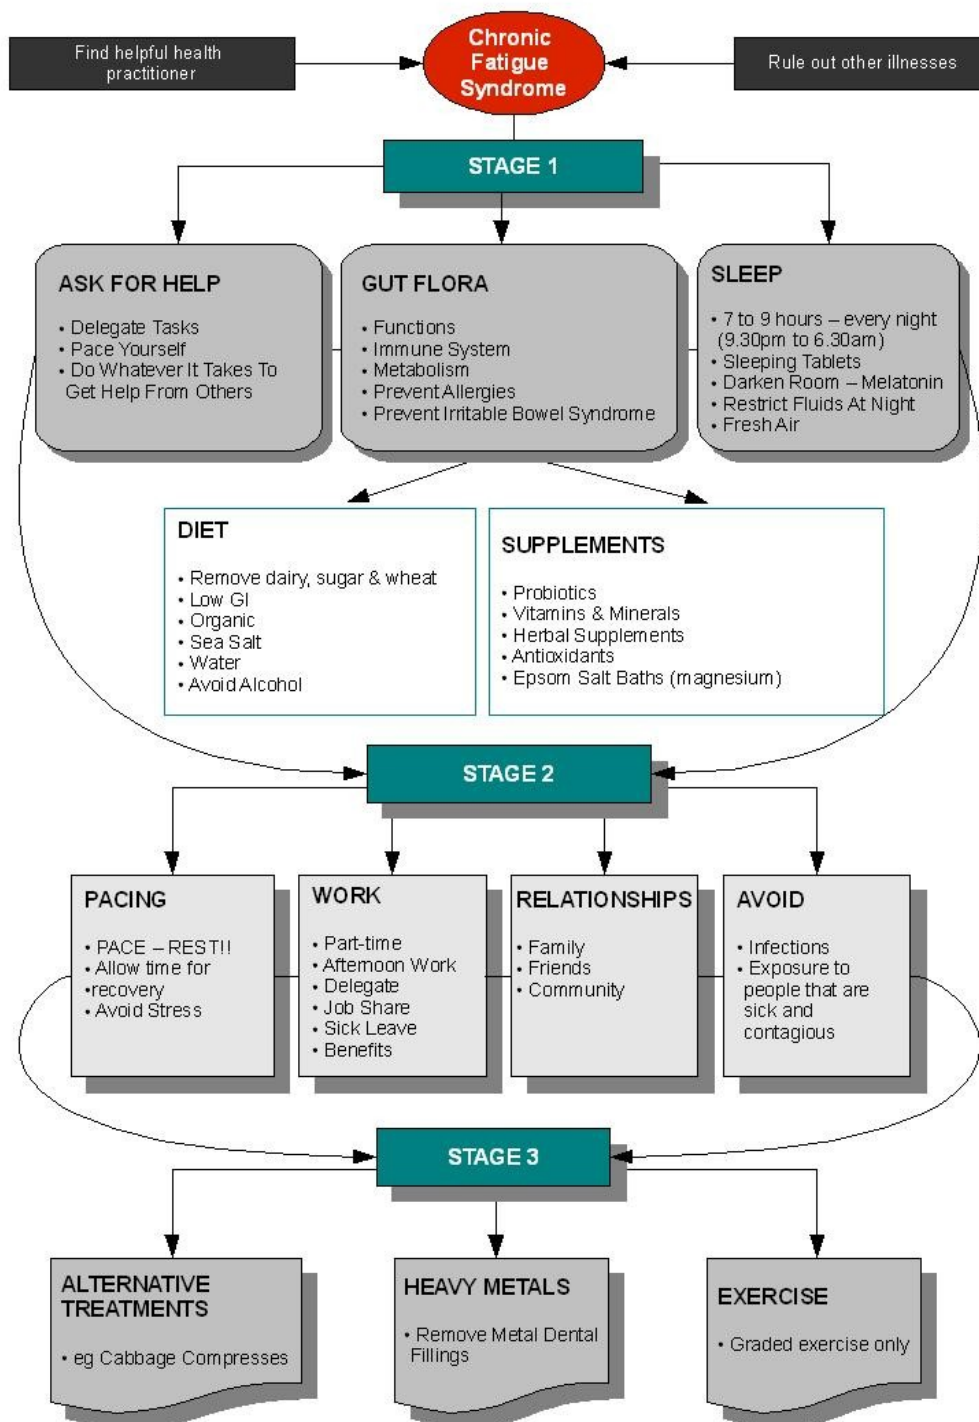 Find helpful health
practitioner
Chronic
Fatigue
Syndrome
Rule out other illnesses
STAGE 1
ASK FOR HELP
• Delegate Tasks
• Pace Yourself
• Do Whatever It Takes To
Get Help From Others
GUT FLORA
• Functions
• Immune System
• Metabolism
• Prevent Allergies
• Prevent Irritable Bowel Syndrome
SLEEP
• 7 to 9 hours – every night
(9.30pm to 6.30am)
• Sleeping Tablets
• Darken Room – Melatonin
• Restrict Fluids At Night
• Fresh Air
DIET
• Remove dairy, sugar & wheat
• Low GI
• Organic
• Sea Salt
• Water
• Avoid Alcohol
SUPPLEMENTS
• Probiotics
• Vitamins & Minerals
• Herbal Supplements
• Antioxidants
• Epsom Salt Baths (magnesium)
STAGE 2
PACING
• PACE – REST!!
• Allow time for
• recovery
• Avoid Stress
WORK
• Part-time
• Afternoon Work
• Delegate
• Job Share
• Sick Leave
• Benefits
RELATIONSHIPS
• Family
• Friends
• Community
AVOID
• Infections
• Exposure to
people that are
sick and
contagious
STAGE 3
ALTERNATIVE
TREATMENTS
• eg Cabbage Compresses
HEAVY METALS
• Remove Metal Dental
Fillings
EXERCISE
• Graded exercise only